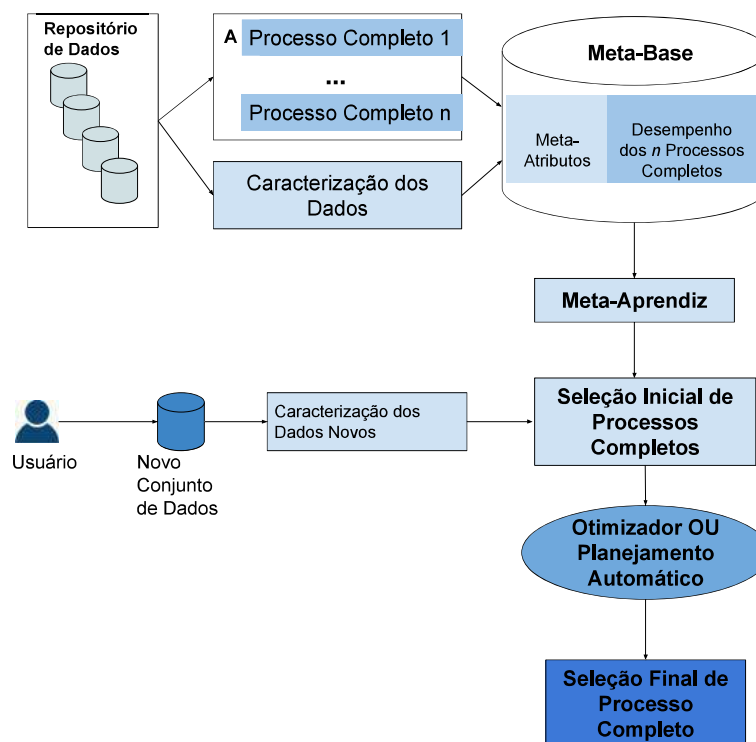 Repositório
de Dados
A
Processo Completo 1
...
Processo Completo n
Caracterização dos
Dados
Meta-Base
Meta-
Atributos
Desempenho
dos n Processos
Completos
Meta-Aprendiz
Usuário
Novo
Conjunto
de Dados
Caracterização dos
Dados Novos
Seleção Inicial de
Processos
Completos
Otimizador OU
Planejamento
Automático
Seleção Final de
Processo
Completo